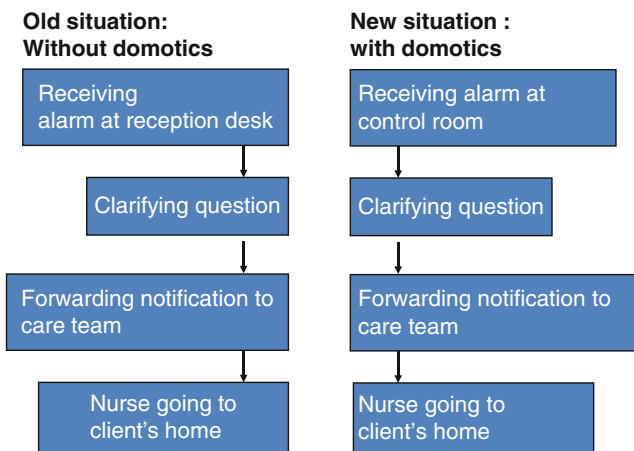 Old situation:
Without domotics
Receiving
alarm at reception desk
Clarifying question
Forwarding notification to
care team
Nurse going to
client's home
New situation :
with domotics
Receiving alarm at
control room
Clarifying question
Forwarding notification to
care team
Nurse going to
client's home